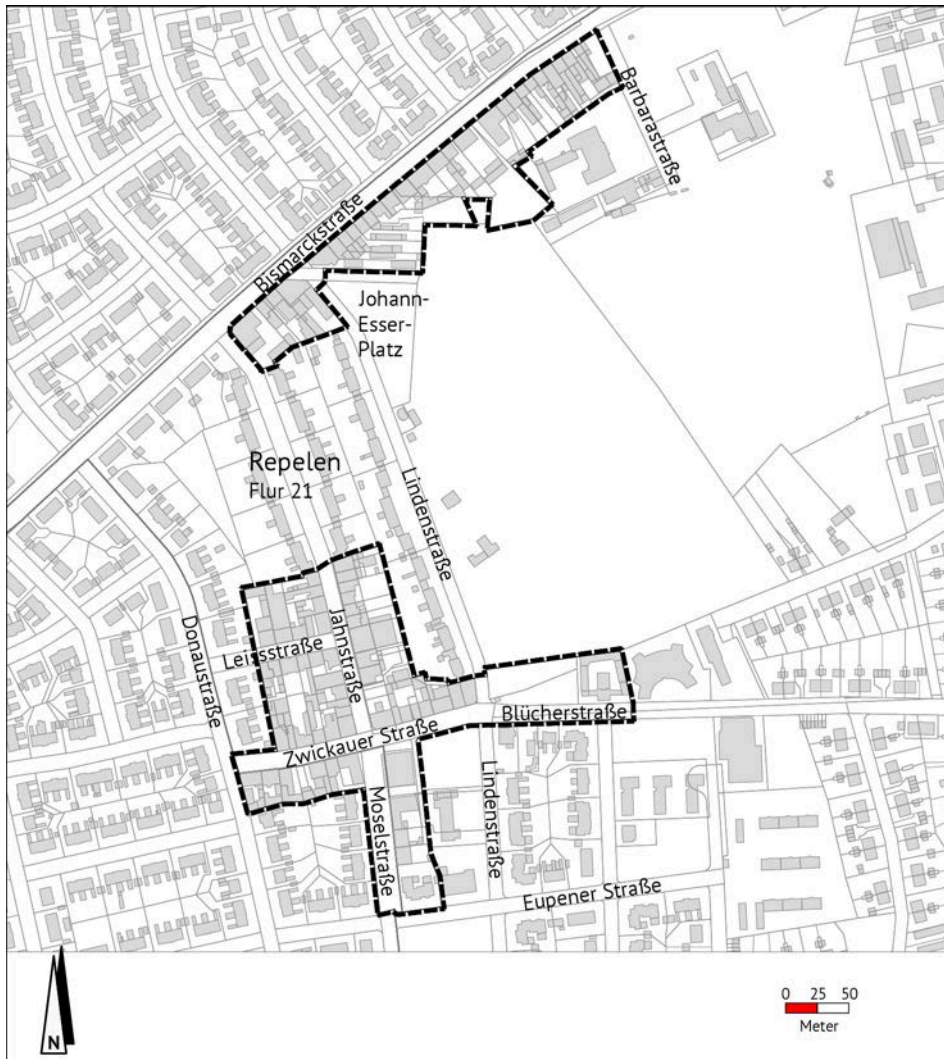 Barbarastraße
Bismarckstraße
Johann-
Esser-
Platz
Repelen
Flur 21
Lindenstraße
Donaustraße
Leissstraße
Jahnstraße
Zwickauer Straße
Blücherstraße
Moselstraße
Lindenstraße
Eupener Straße
N
0 25 50
Meter